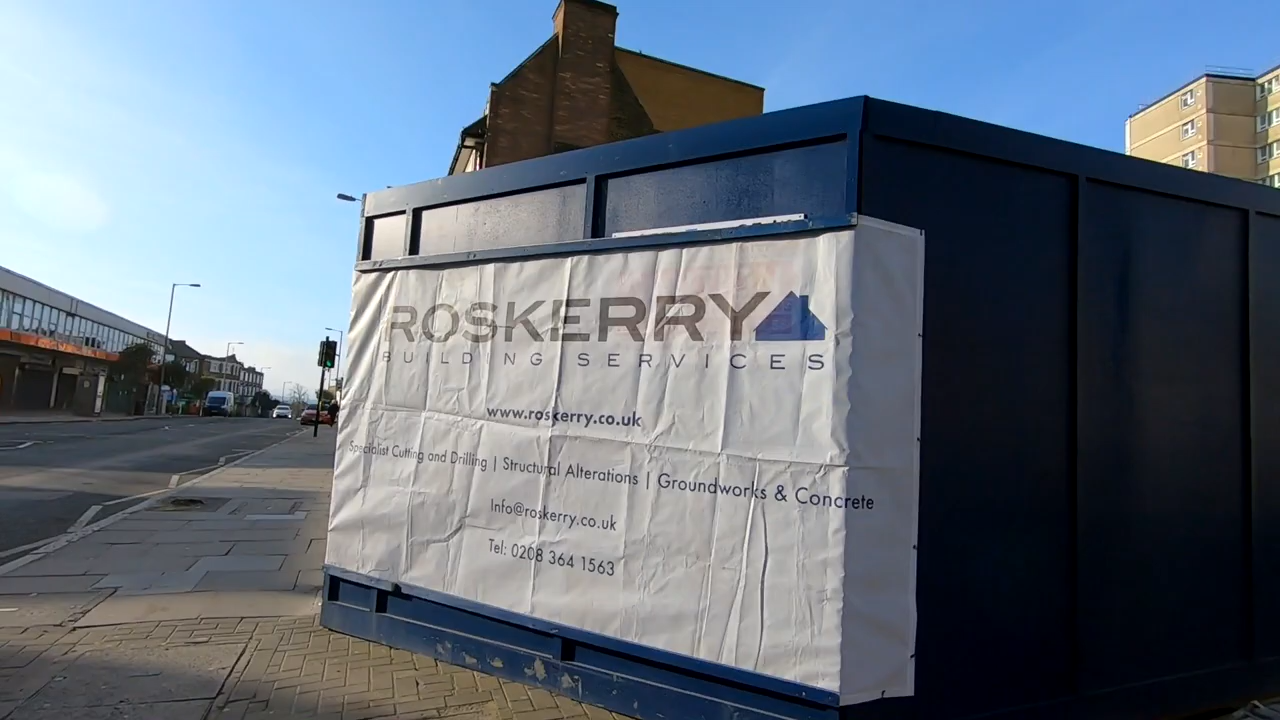 ROSKERRY
BUILDING SERVICES
www.roskerry.co.uk
Specialist Cutting and Drilling | Structural Alterations | Groundworks & Concrete
Info@roskerry.co.uk
Tel: 0208 364 1563